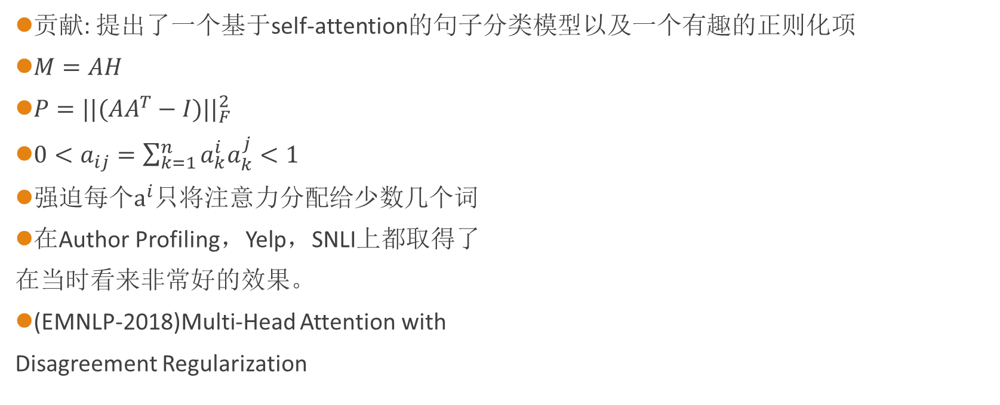 ●贡献: 提出了一个基于self-attention的句子分类模型以及一个有趣的正则化项
●M = AH
●P = ||(AA^T − I)||_F^2
●0 < a_{ij} = ∑_{k=1}^n a_k^i a_k^j < 1
●强迫每个a^i只将注意力分配给少数几个词
●在Author Profiling，Yelp，SNLI上都取得了
在当时看来非常好的效果。
●(EMNLP-2018)Multi-Head Attention with
Disagreement Regularization